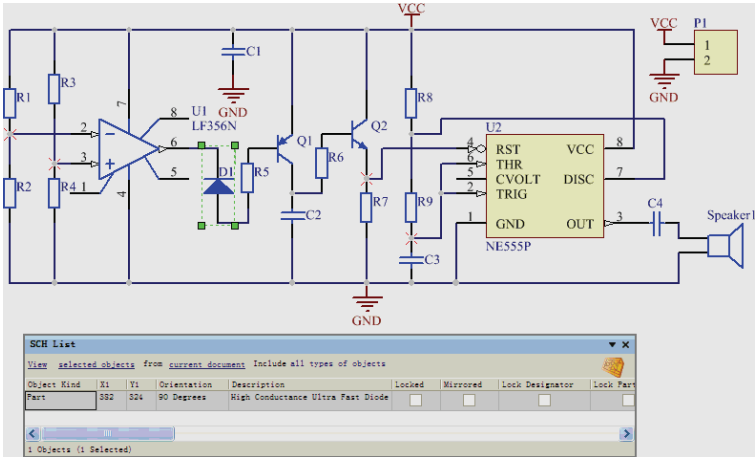 VCC
P1
VCC
1
2
GND
C1
GND
R1
R3
7
8
U1
LF356N
2
6
3
5
R2
R4
1
4
D1
R5
Q1
R6
Q2
C2
R7
R8
R9
C3
GND
U2
4
RST
VCC
8
6
THR
5
CVOLT
DISC
7
2
TRIG
1
GND
OUT
3
NE555P
C4
Speaker1
SCH List
View selected objects from current document Include all types of objects
Object Kind X1 Y1 Orientation Description Locked Mirrored Lock Designator Lock Part
Part 352 324 90 Degrees High Conductance Ultra Fast Diode
1 Objects (1 Selected)